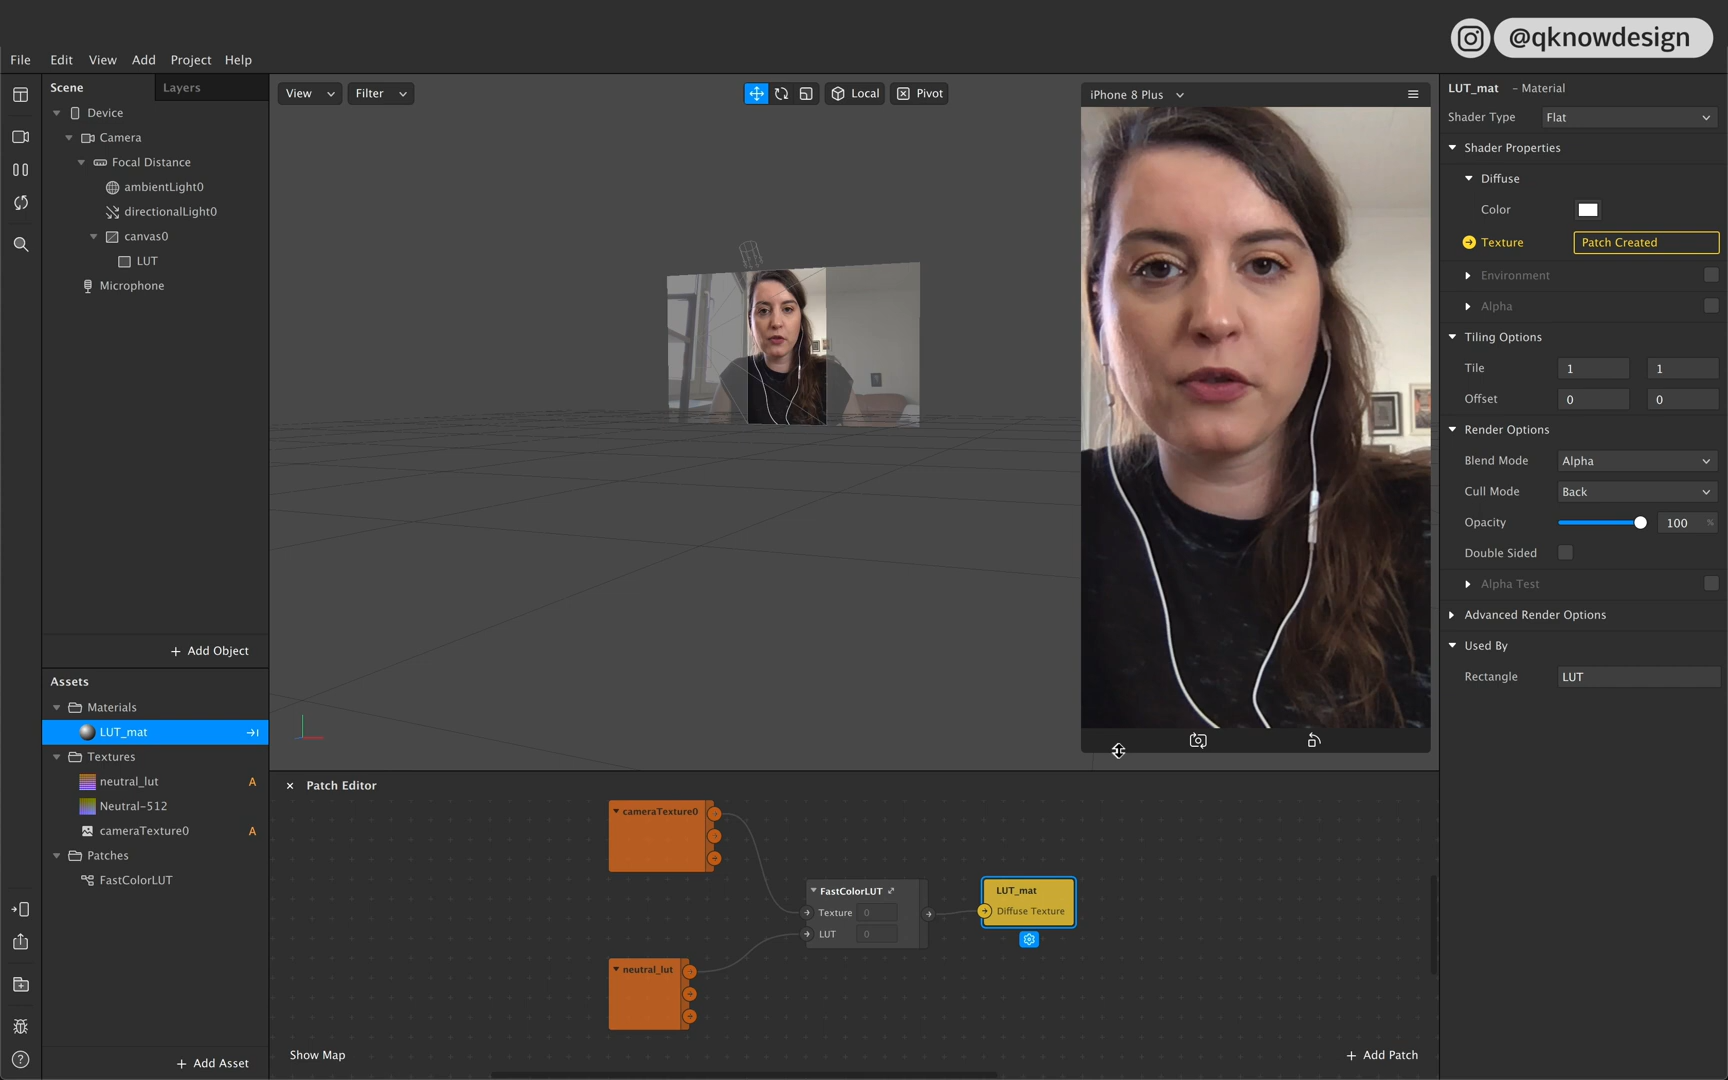 @qknowdesign
File Edit View Add Project Help
Scene Layers
Device
Camera
Focal Distance
ambientLight0
directionalLight0
canvas0
LUT
Microphone
+ Add Object
Assets
Materials
LUT_mat
Textures
neutral_lut A
Neutral-512
cameraTexture0 A
Patches
FastColorLUT
+ Add Asset
View Filter Local Pivot
iPhone 8 Plus
Patch Editor
cameraTexture0
FastColorLUT
Texture 0
LUT 0
LUT_mat
Diffuse Texture
neutral_lut
Show Map
+ Add Patch
LUT_mat - Material
Shader Type Flat
Shader Properties
Diffuse
Color
Texture Patch Created
Environment
Alpha
Tiling Options
Tile 1 1
Offset 0 0
Render Options
Blend Mode Alpha
Cull Mode Back
Opacity 100 %
Double Sided
Alpha Test
Advanced Render Options
Used By
Rectangle LUT